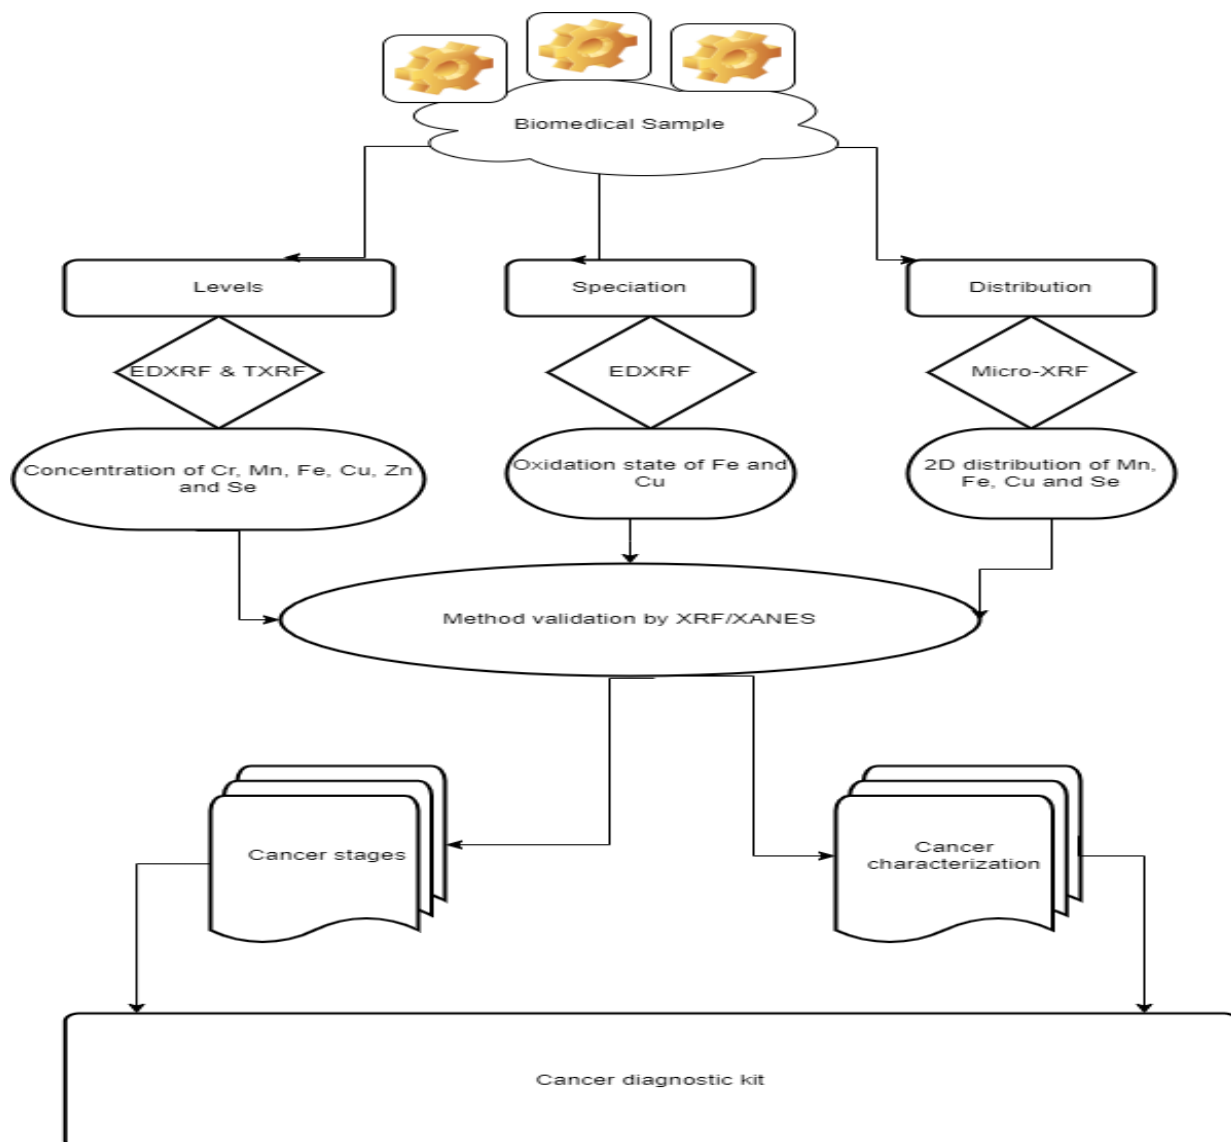 Biomedical Sample
Levels
Speciation
Distribution
EDXRF & TXRF
EDXRF
Micro-XRF
Concentration of Cr, Mn, Fe, Cu, Zn
and Se
Oxidation state of Fe and
Cu
2D distribution of Mn,
Fe, Cu and Se
Method validation by XRF/XANES
Cancer stages
Cancer
characterization
Cancer diagnostic kit